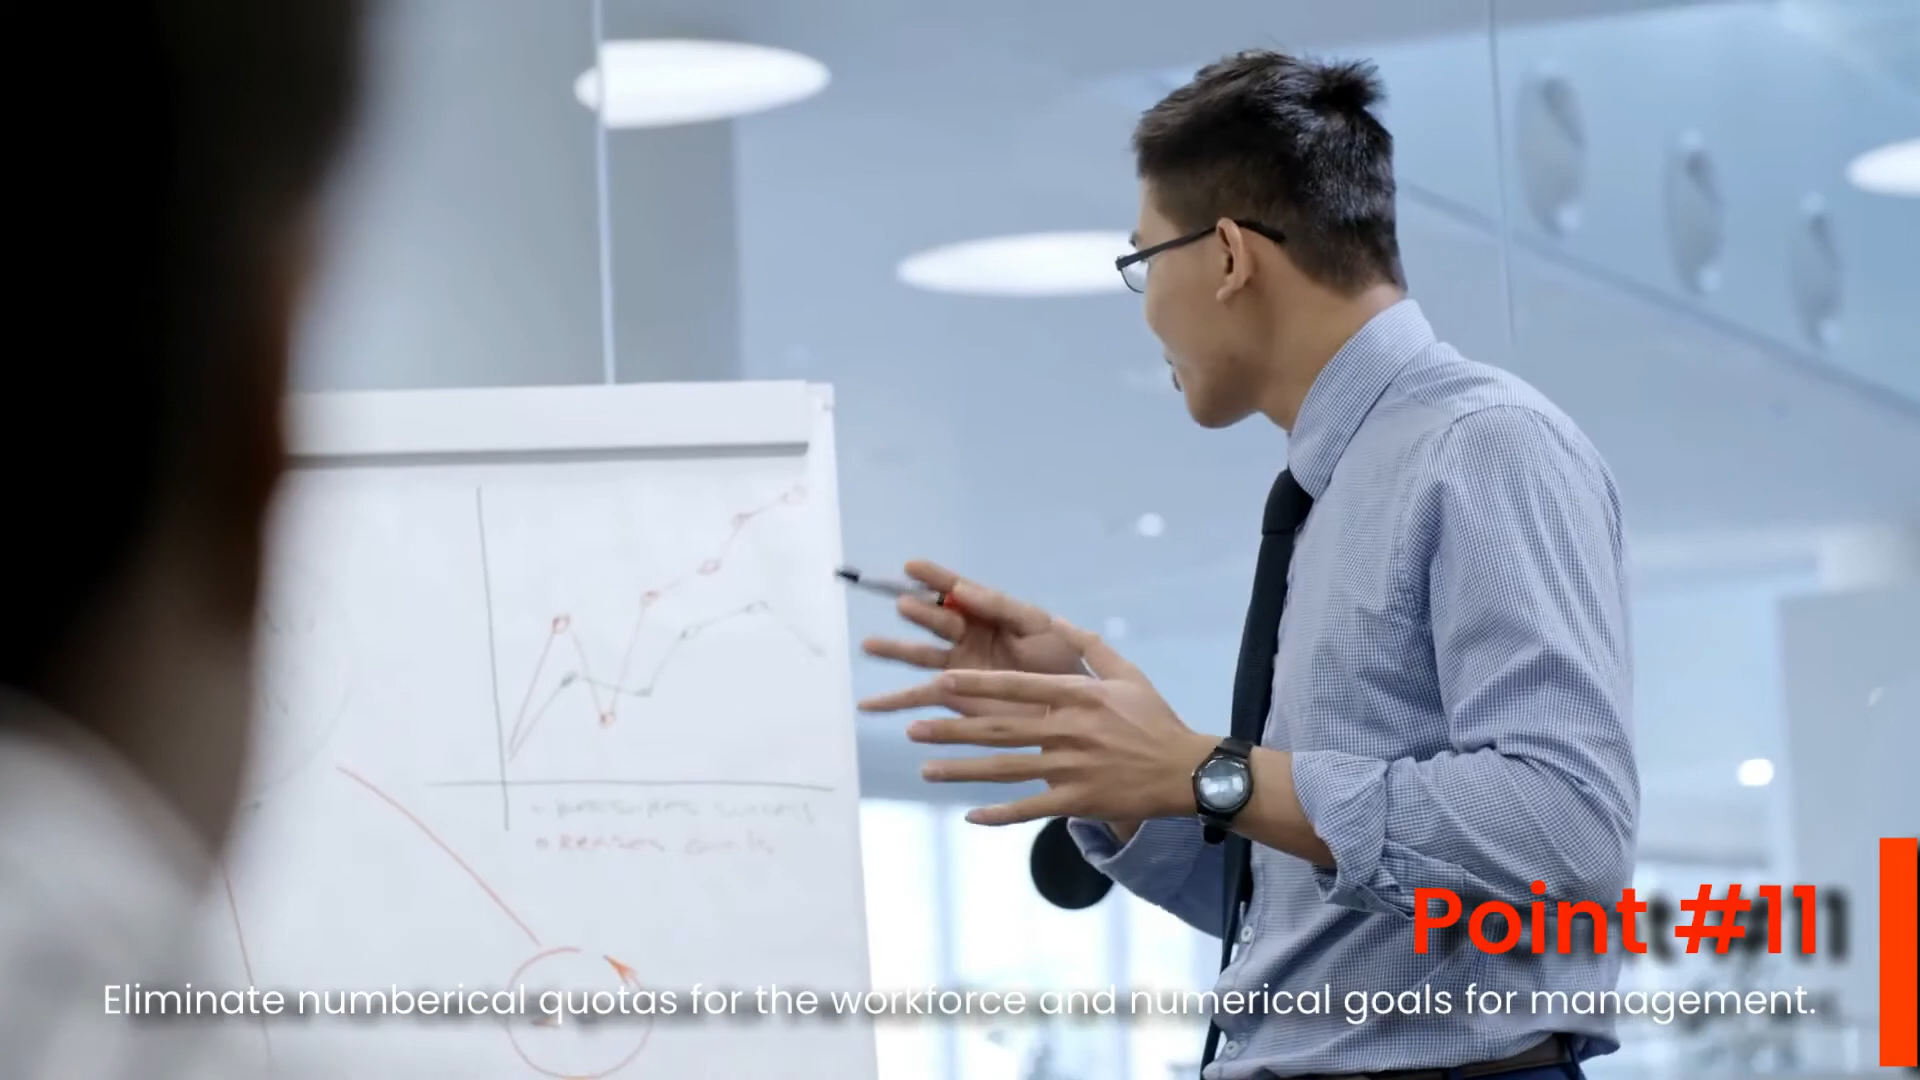 Point #11
Eliminate numberical quotas for the workforce and numerical goals for management.